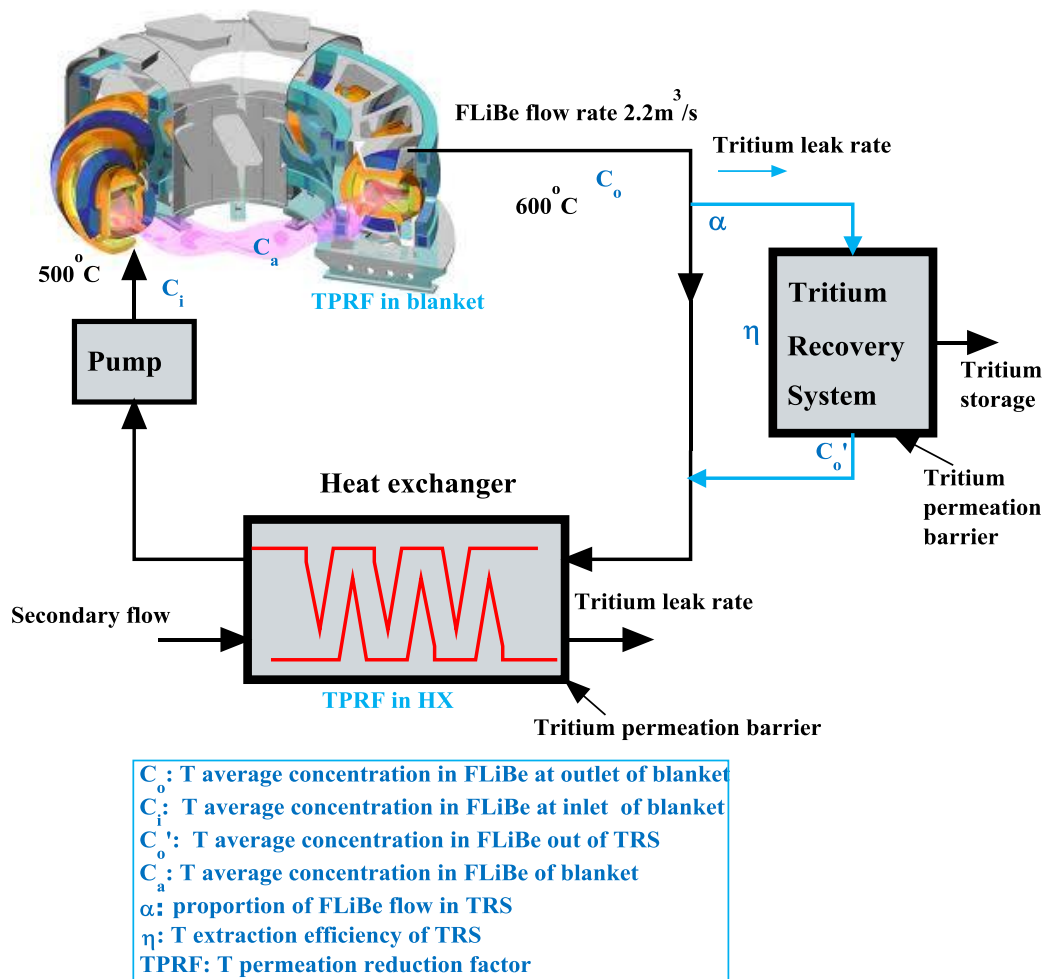 FLiBe flow rate 2.2m³/s
Tritium leak rate
Cₒ
600°C
α
Cₐ
500°C
Cᵢ
TPRF in blanket
Pump
η
Tritium
Recovery
System
Tritium
storage
Cₒ'
Tritium
permeation
barrier
Heat exchanger
Tritium leak rate
Secondary flow
TPRF in HX
Tritium permeation barrier
Cₒ: T average concentration in FLiBe at outlet of blanket
Cᵢ: T average concentration in FLiBe at inlet of blanket
Cₒ': T average concentration in FLiBe out of TRS
Cₐ: T average concentration in FLiBe of blanket
α: proportion of FLiBe flow in TRS
η: T extraction efficiency of TRS
TPRF: T permeation reduction factor